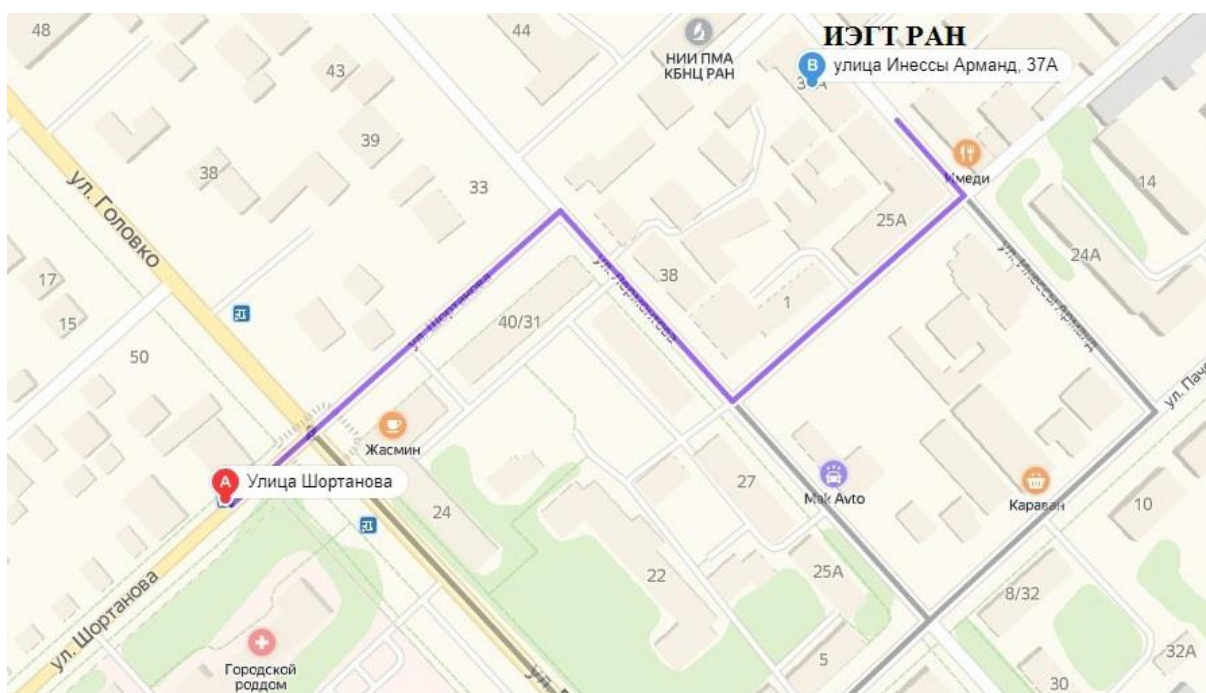 48
44
ИЭГТ РАН
НИИ ПМА
КБНЦ РАН
B
улица Инессы Арманд, 37А
43
39
38
33
Имеди
14
ул. Головко
25А
24А
17
38
ул. Шортанова
ул. Лермонтова
ул. Инессы Арманд
15
40/31
1
50
Жасмин
A
Улица Шортанова
27
Mak Avto
Караван
10
24
22
25А
8/32
ул. Шортанова
Городской
роддом
5
30
32А